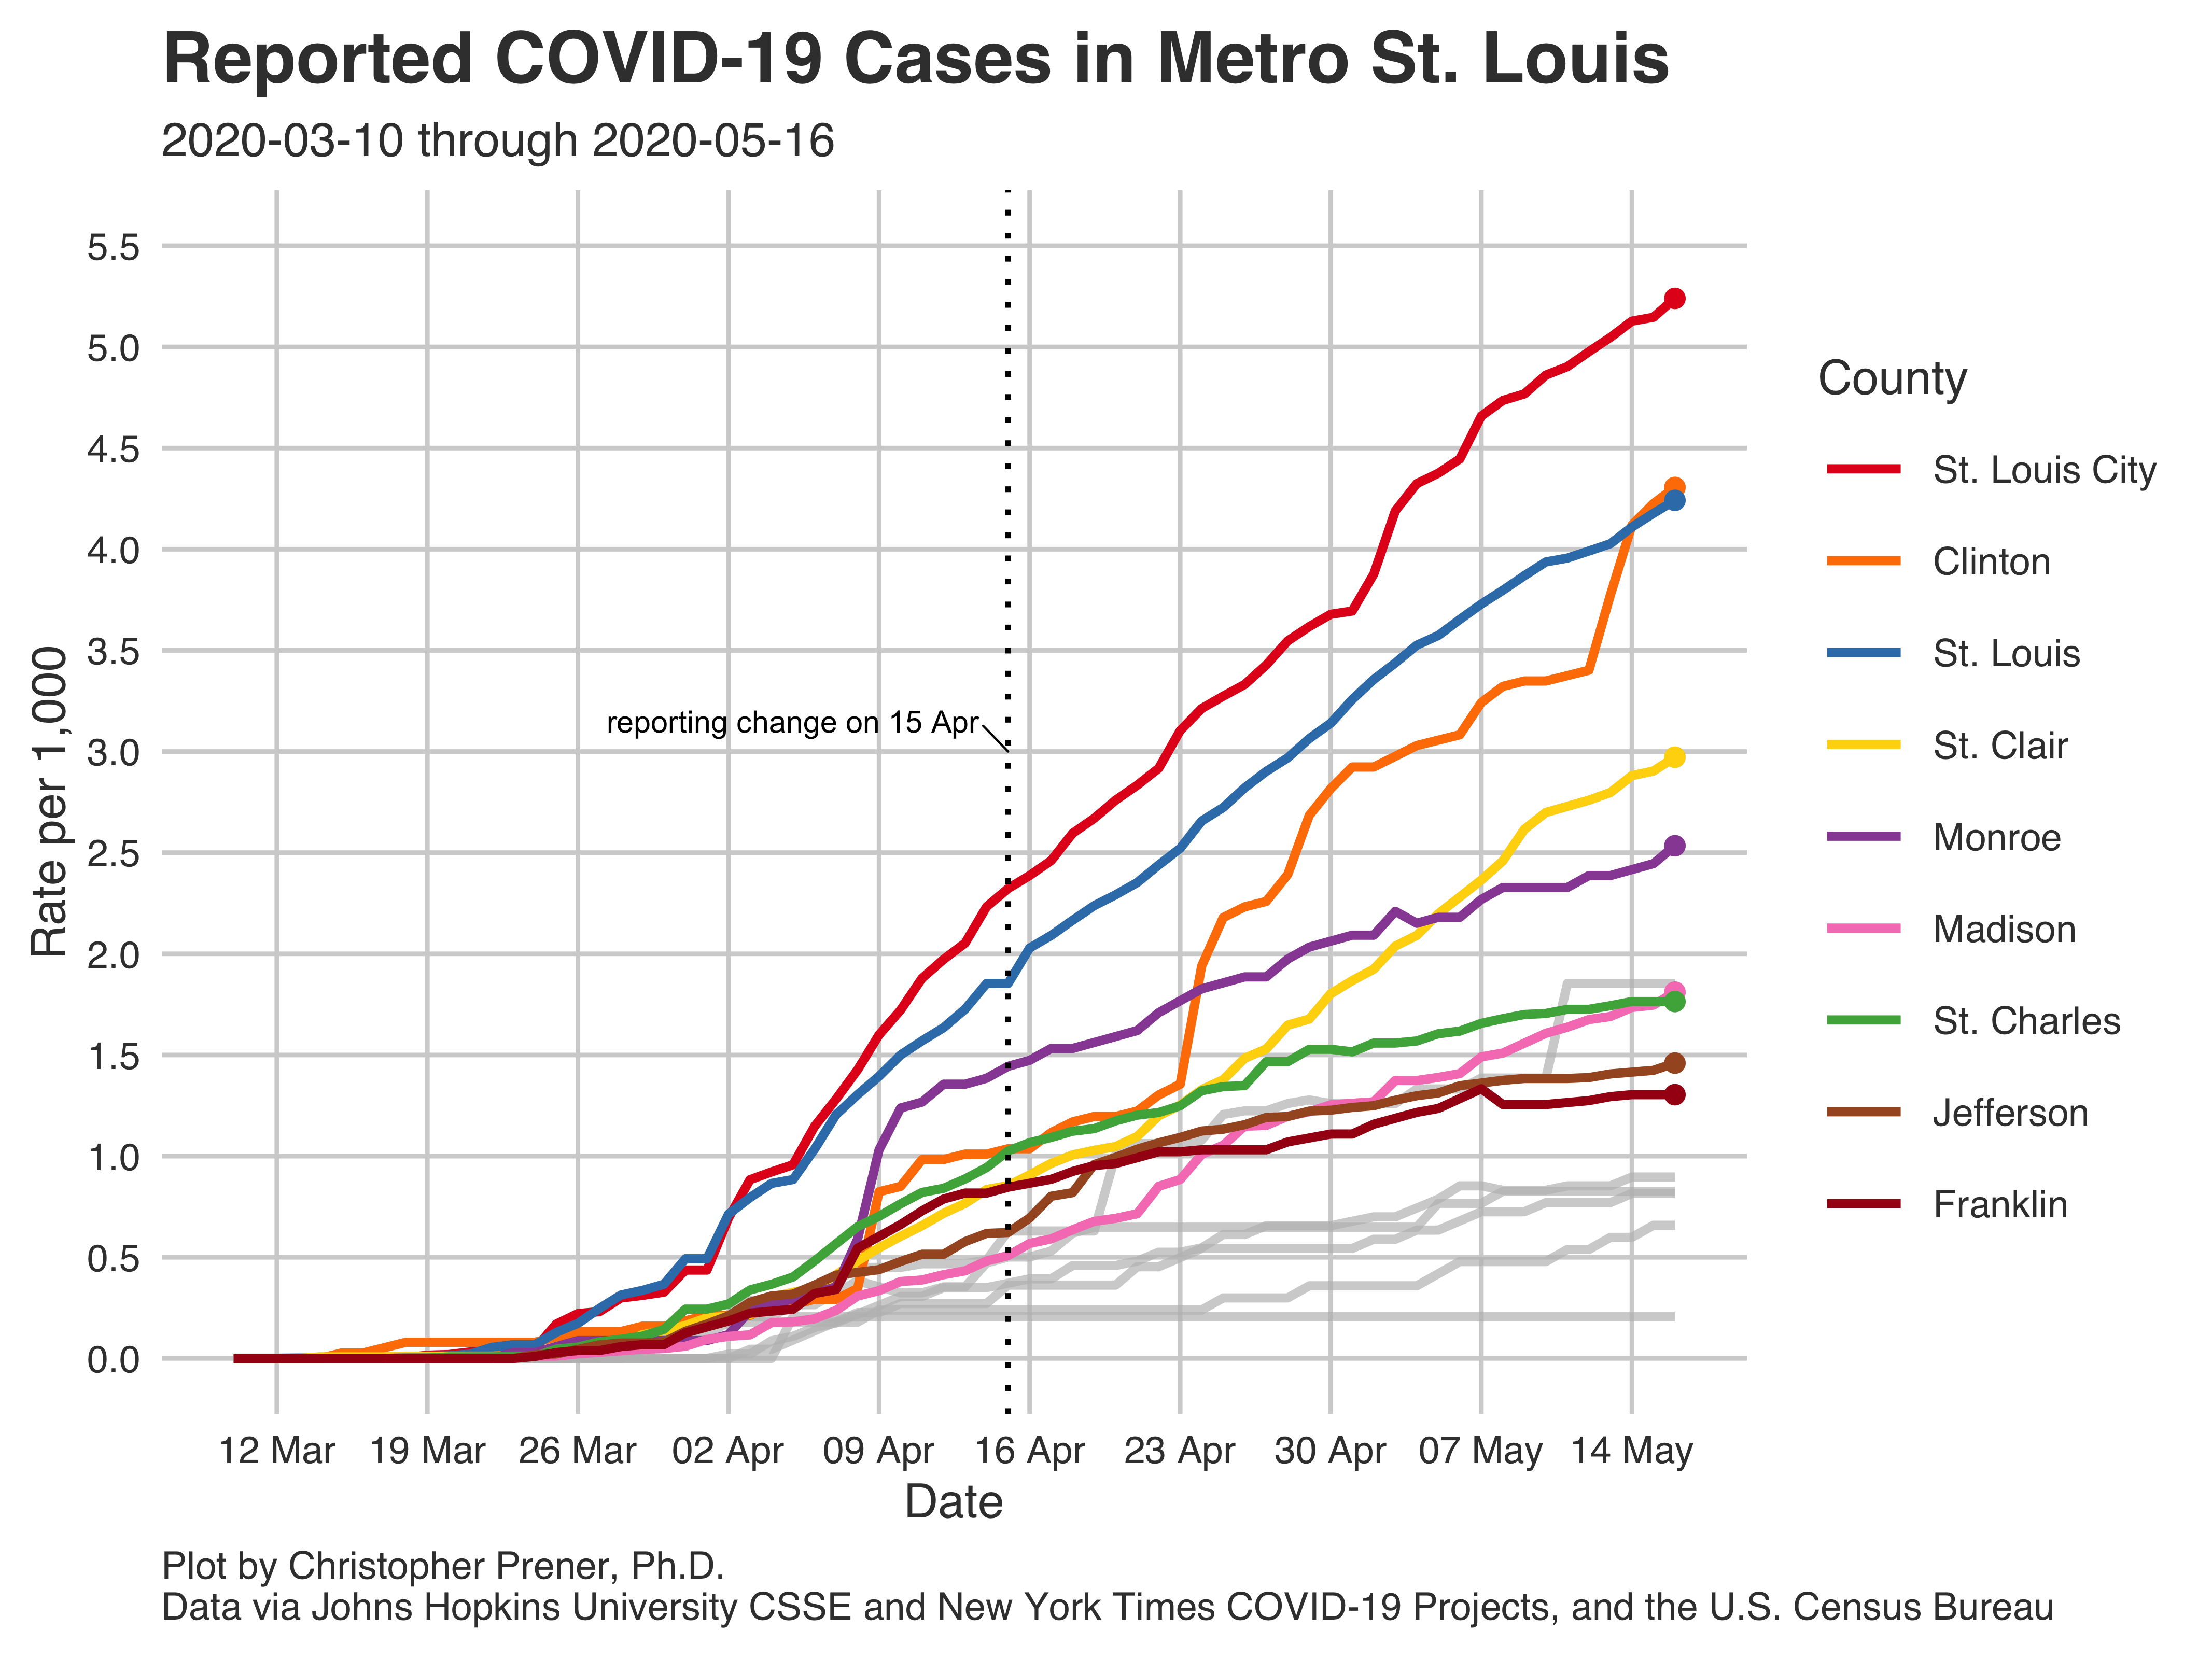 Reported COVID-19 Cases in Metro St. Louis
2020-03-10 through 2020-05-16
5.5
5.0
4.5
4.0
3.5
3.0
2.5
2.0
1.5
1.0
0.5
0.0
Rate per 1,000
reporting change on 15 Apr
12 Mar 19 Mar 26 Mar 02 Apr 09 Apr 16 Apr 23 Apr 30 Apr 07 May 14 May
Date
County
St. Louis City
Clinton
St. Louis
St. Clair
Monroe
Madison
St. Charles
Jefferson
Franklin
Plot by Christopher Prener, Ph.D.
Data via Johns Hopkins University CSSE and New York Times COVID-19 Projects, and the U.S. Census Bureau